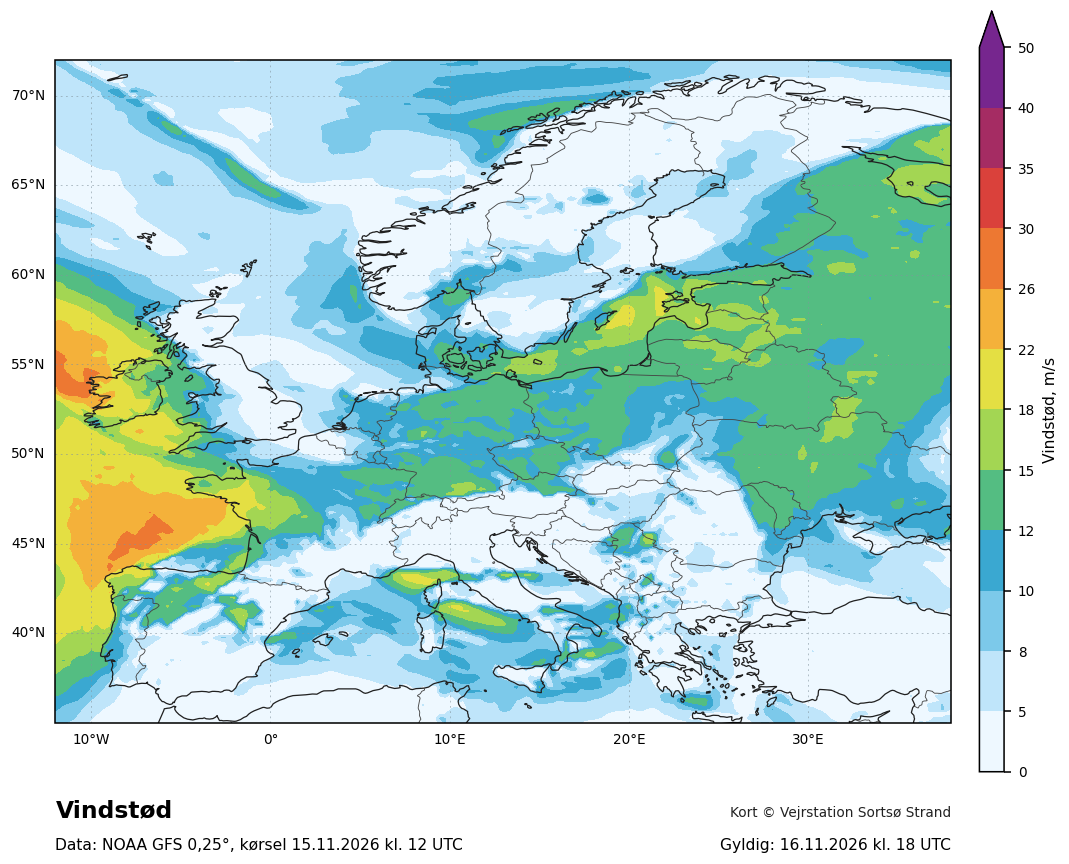 50
40
35
30
26
22
18
15
12
10
8
5
0
Vindstød, m/s
70°N
65°N
60°N
55°N
50°N
45°N
40°N
10°W
0°
10°E
20°E
30°E
Vindstød
Kort © Vejrstation Sortsø Strand
Data: NOAA GFS 0,25°, kørsel 15.11.2026 kl. 12 UTC
Gyldig: 16.11.2026 kl. 18 UTC